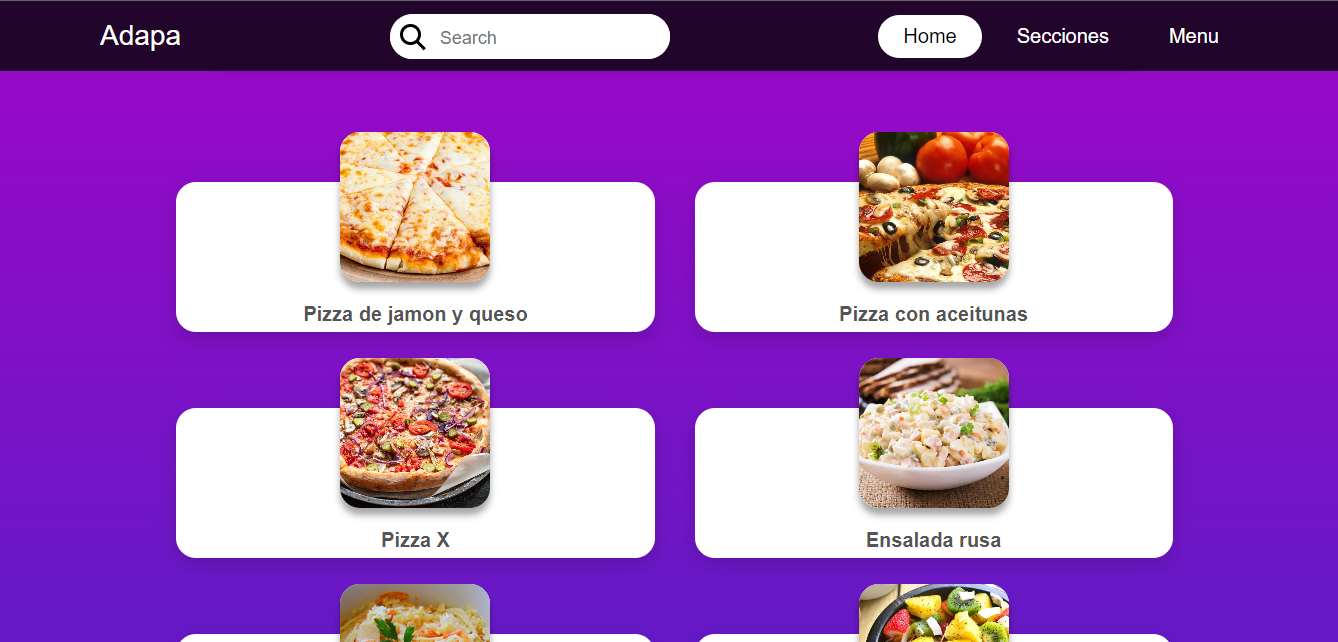 Adapa
Search
Home
Secciones
Menu
Pizza de jamon y queso
Pizza con aceitunas
Pizza X
Ensalada rusa